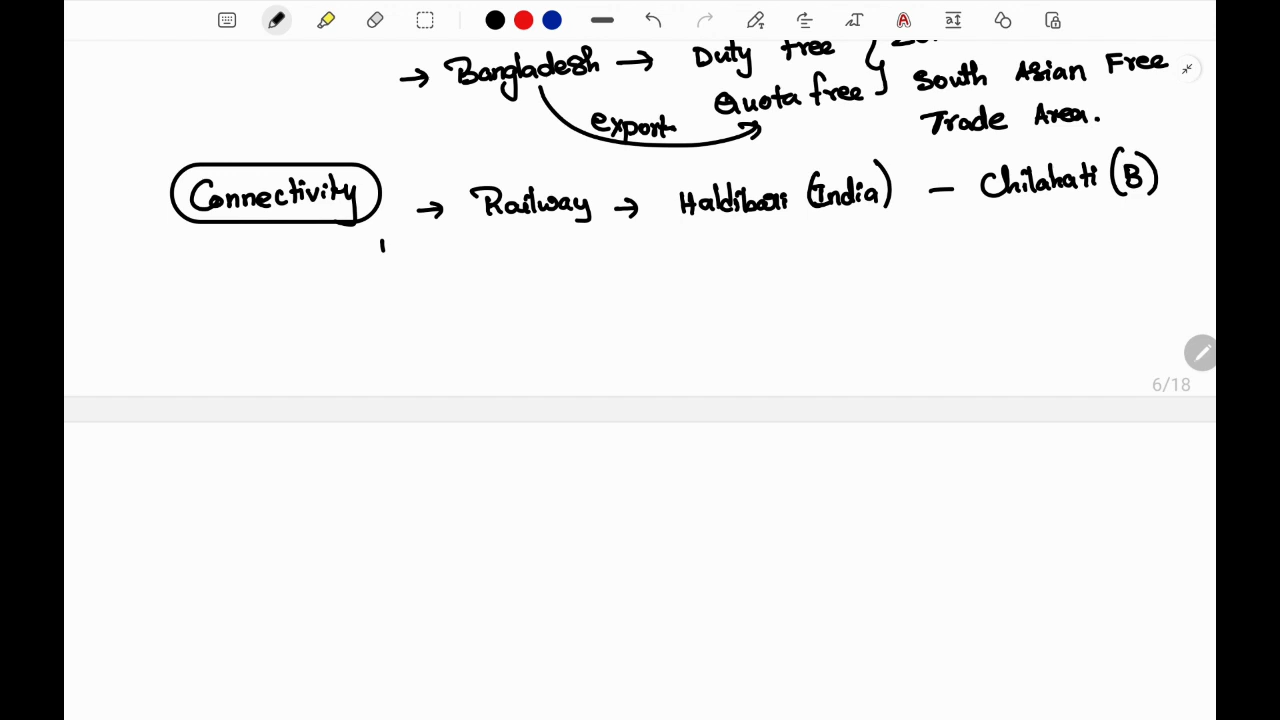 → Bangladesh → Duty free
Quota free } South Asian Free
Trade Area.
export
Connectivity → Railway → Haldibari (India) — Chilahati (B)
6/18